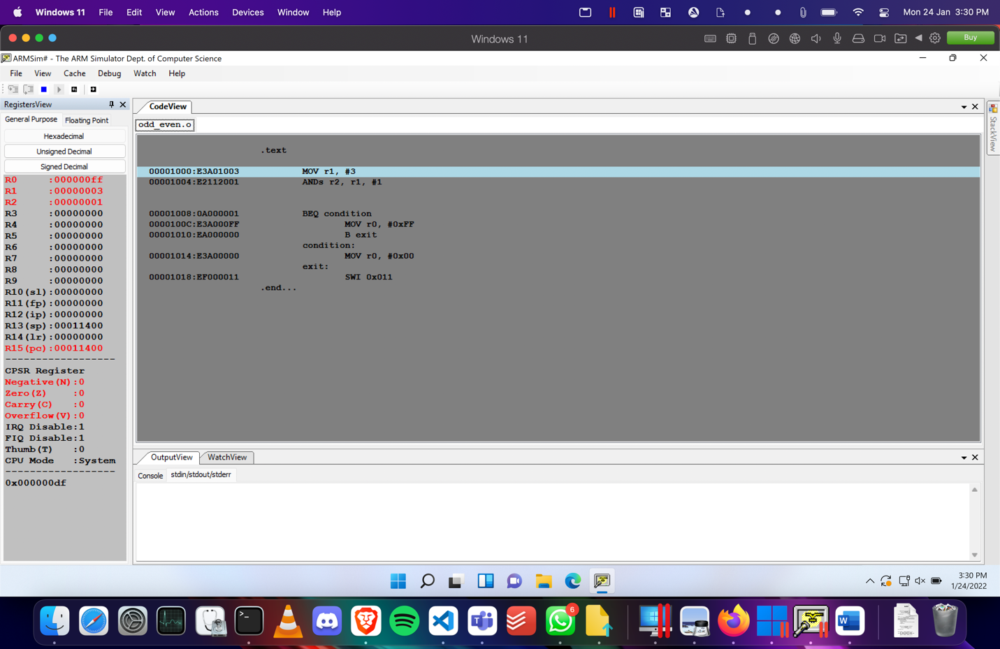 Windows 11 File Edit View Actions Devices Window Help Mon 24 Jan 3:30 PM
Windows 11 Buy
ARMSim# - The ARM Simulator Dept. of Computer Science
File View Cache Debug Watch Help
RegistersView
General Purpose Floating Point
Hexadecimal
Unsigned Decimal
Signed Decimal
R0 :000000ff
R1 :00000003
R2 :00000001
R3 :00000000
R4 :00000000
R5 :00000000
R6 :00000000
R7 :00000000
R8 :00000000
R9 :00000000
R10(sl):00000000
R11(fp):00000000
R12(ip):00000000
R13(sp):00011400
R14(lr):00000000
R15(pc):00011400
------------------
CPSR Register
Negative(N):0
Zero(Z) :0
Carry(C) :0
Overflow(V):0
IRQ Disable:1
FIQ Disable:1
Thumb(T) :0
CPU Mode :System
------------------
0x000000df
CodeView
odd_even.o
.text
00001000:E3A01003 MOV r1, #3
00001004:E2112001 ANDs r2, r1, #1
00001008:0A000001 BEQ condition
0000100C:E3A000FF MOV r0, #0xFF
00001010:EA000000 B exit
condition:
00001014:E3A00000 MOV r0, #0x00
exit:
00001018:EF000011 SWI 0x011
.end...
StackView
OutputView WatchView
Console stdin/stdout/stderr
3:30 PM
1/24/2022
6
W
DOCX